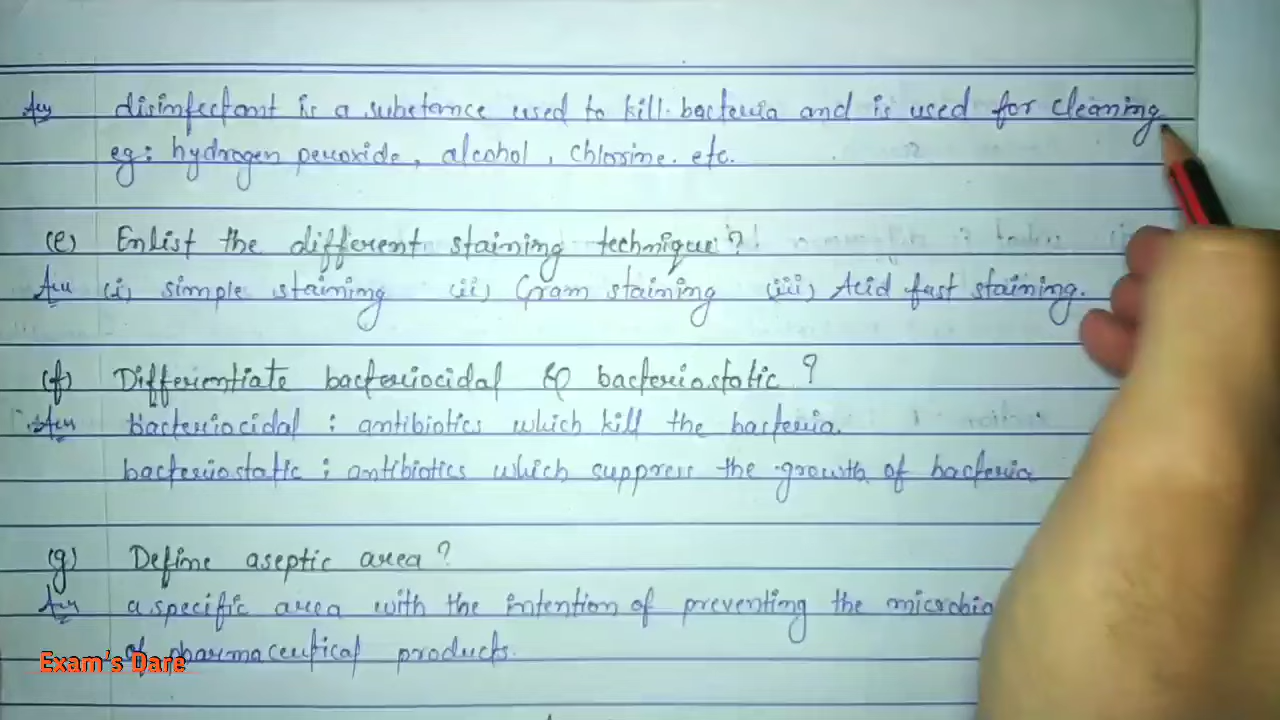 Ans disinfectant is a substance used to kill bacteria and is used for cleaning
eg: hydrogen peroxide, alcohol, chlorine. etc.
(e) Enlist the different staining technique?
Ans (i) simple staining (ii) Gram staining (iii) Acid fast staining.
(f) Differientiate bacteriocidal & bacteriostatic ?
Ans bacteriocidal : antibiotics which kill the bacteria.
bacteriostatic : antibiotics which suppress the growth of bacteria
(g) Define aseptic area?
Ans a specific area with the intention of preventing the microbia
of pharmaceutical products.
Exam's Dare